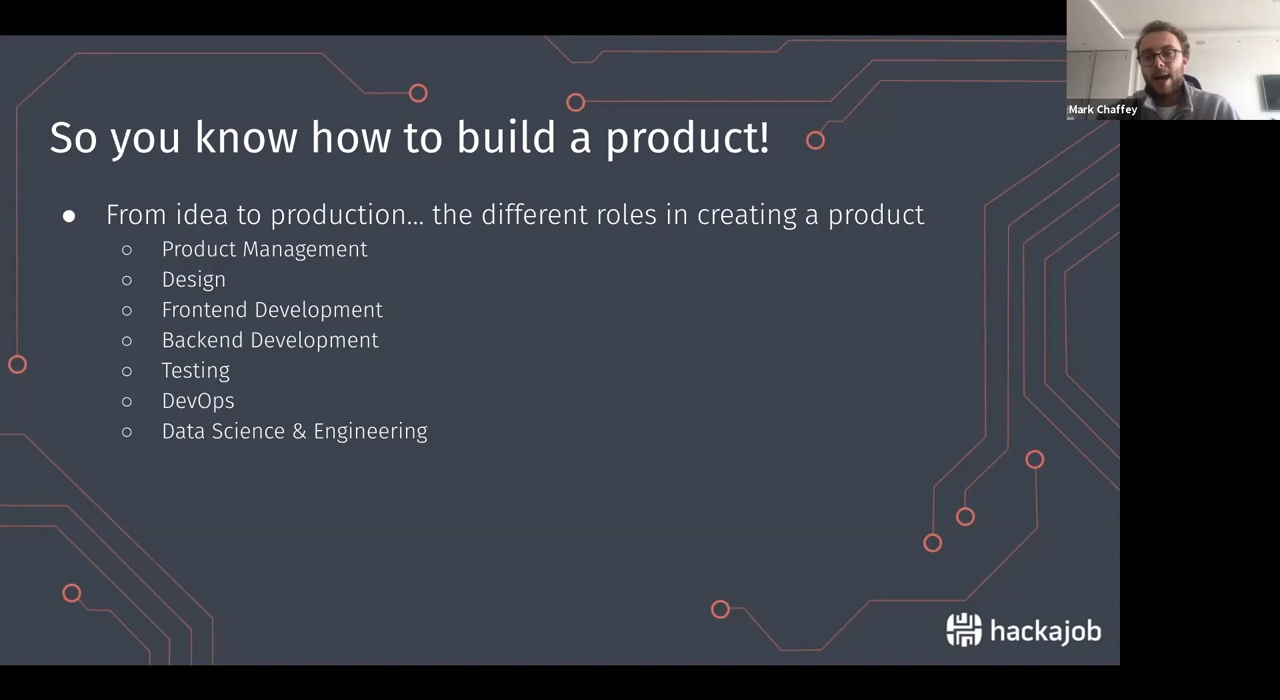 Mark Chaffey
So you know how to build a product!
● From idea to production... the different roles in creating a product
○ Product Management
○ Design
○ Frontend Development
○ Backend Development
○ Testing
○ DevOps
○ Data Science & Engineering
hackajob